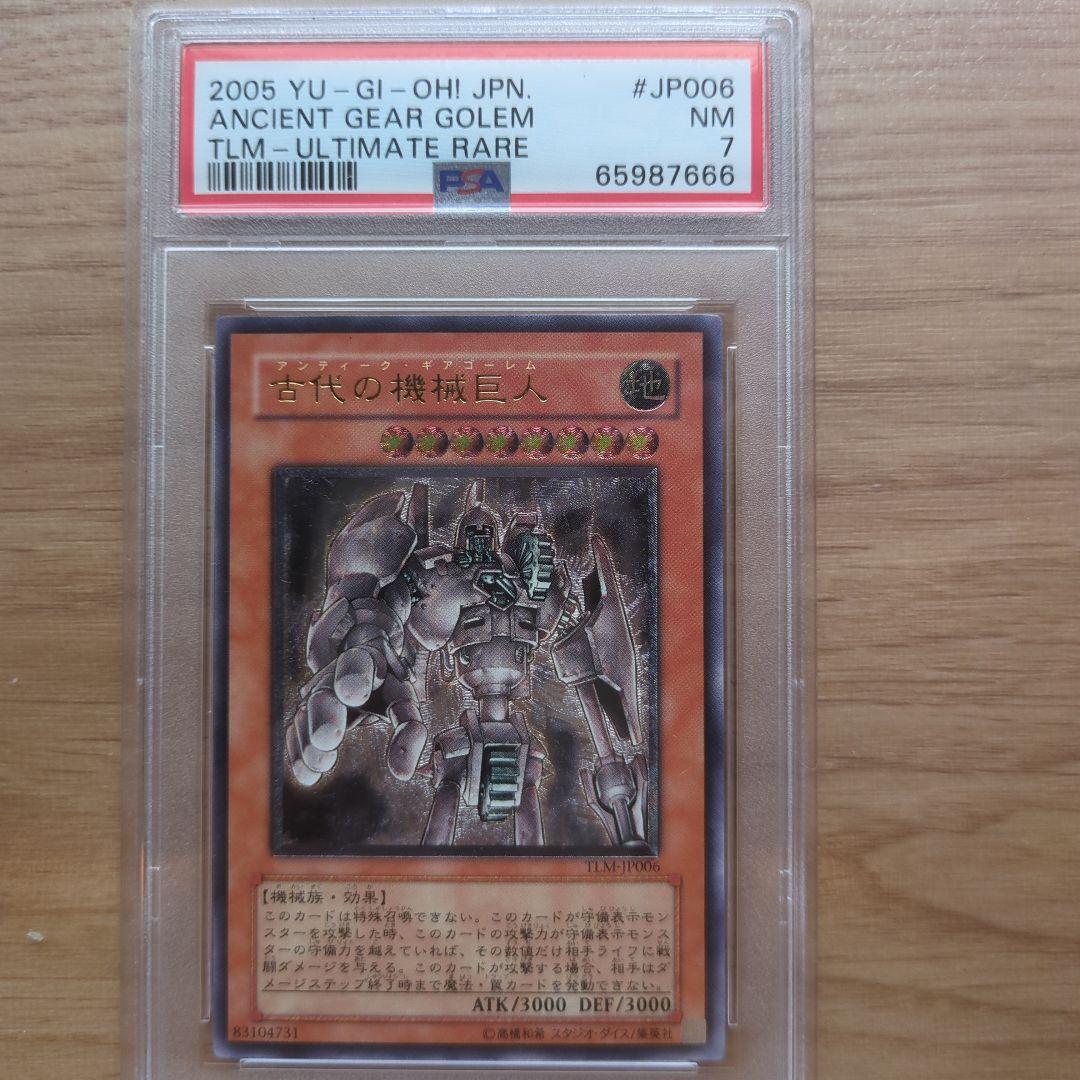 2005 YU-GI-OH! JPN. #JP006
ANCIENT GEAR GOLEM NM
TLM-ULTIMATE RARE 7
PSA 65987666
アンティーク ギアゴーレム
古代の機械巨人 地
TLM-JP006
【機械族・効果】
このカードは特殊召喚できない。このカードが守備表示モン
スターを攻撃した時、このカードの攻撃力が守備表示モンス
ターの守備力を越えていれば、その数値だけ相手ライフに戦
闘ダメージを与える。このカードが攻撃する場合、相手はダ
メージステップ終了時まで魔法・罠カードを発動できない。
ATK/3000 DEF/3000
83104731 ©高橋和希 スタジオ・ダイス/集英社